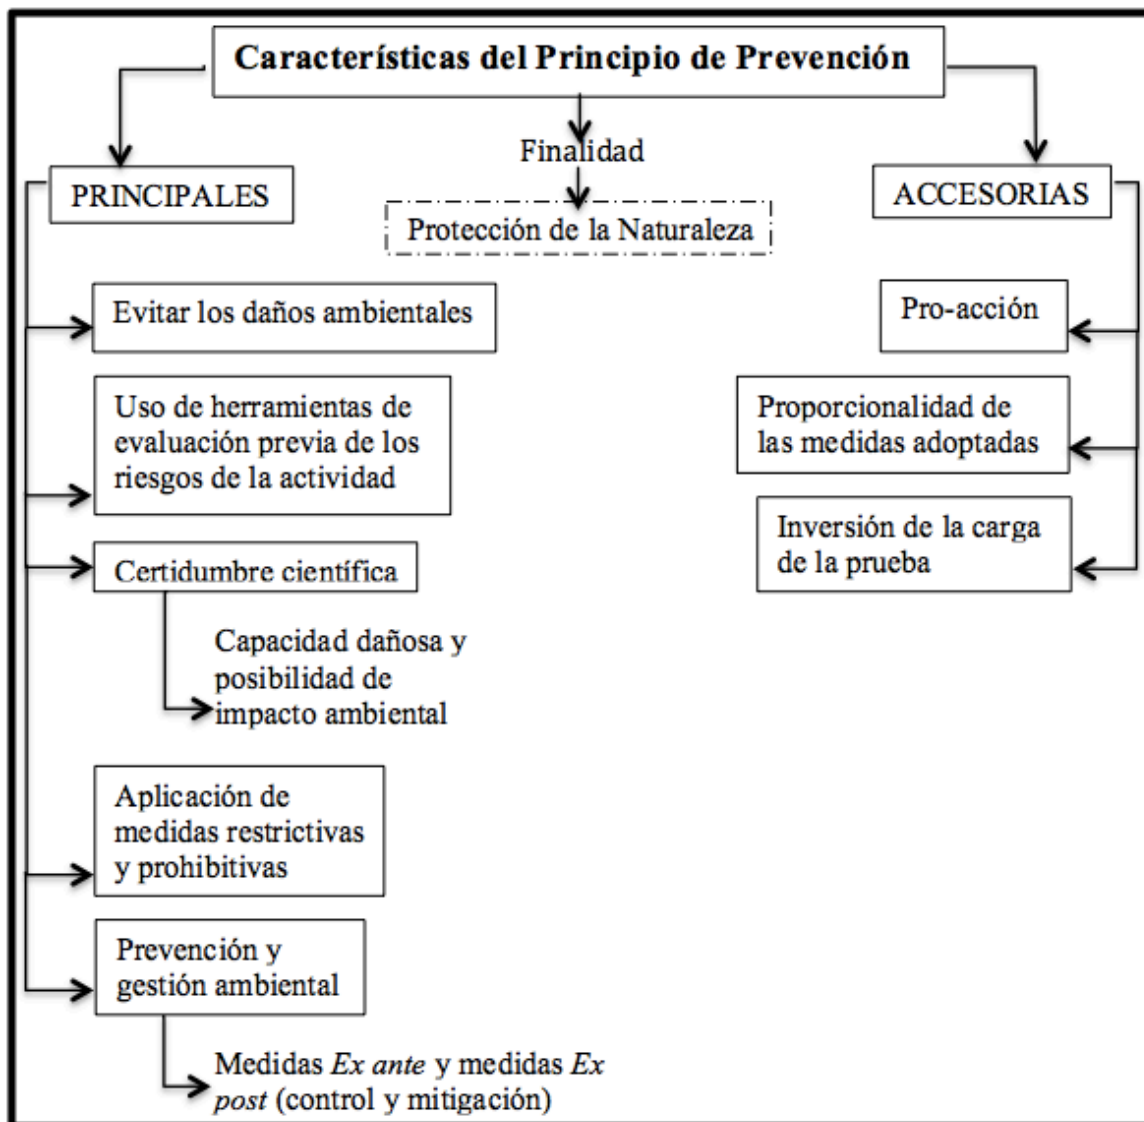 Características del Principio de Prevención
Finalidad
Protección de la Naturaleza
PRINCIPALES
Evitar los daños ambientales
Uso de herramientas de
evaluación previa de los
riesgos de la actividad
Certidumbre científica
Capacidad dañosa y
posibilidad de
impacto ambiental
Aplicación de
medidas restrictivas
y prohibitivas
Prevención y
gestión ambiental
Medidas Ex ante y medidas Ex
post (control y mitigación)
ACCESORIAS
Pro-acción
Proporcionalidad de
las medidas adoptadas
Inversión de la carga
de la prueba